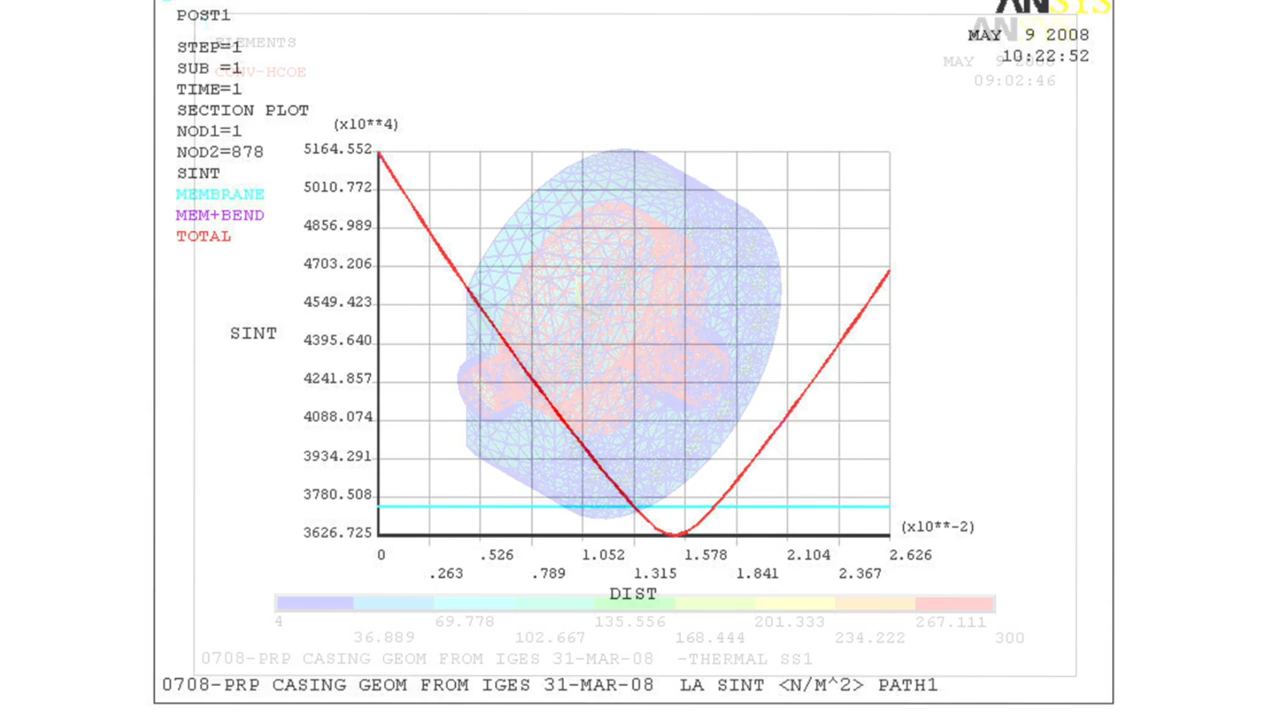 ANSYS
POST1
MAY 9 2008
ELEMENTS
STEP=1
10:22:52
SUB =1
CONV-HCOE
MAY 9 2008
09:02:46
TIME=1
SECTION PLOT
NOD1=1
NOD2=878
SINT
MEMBRANE
MEM+BEND
TOTAL
(x10**4)
5164.552
5010.772
4856.989
4703.206
4549.423
SINT
4395.640
4241.857
4088.074
3934.291
3780.508
3626.725
(x10**-2)
0 .526 1.052 1.578 2.104 2.626
.263 .789 1.315 1.841 2.367
DIST
4 69.778 135.556 201.333 267.111
36.889 102.667 168.444 234.222 300
0708-PRP CASING GEOM FROM IGES 31-MAR-08 -THERMAL SS1
0708-PRP CASING GEOM FROM IGES 31-MAR-08 LA SINT <N/M^2> PATH1